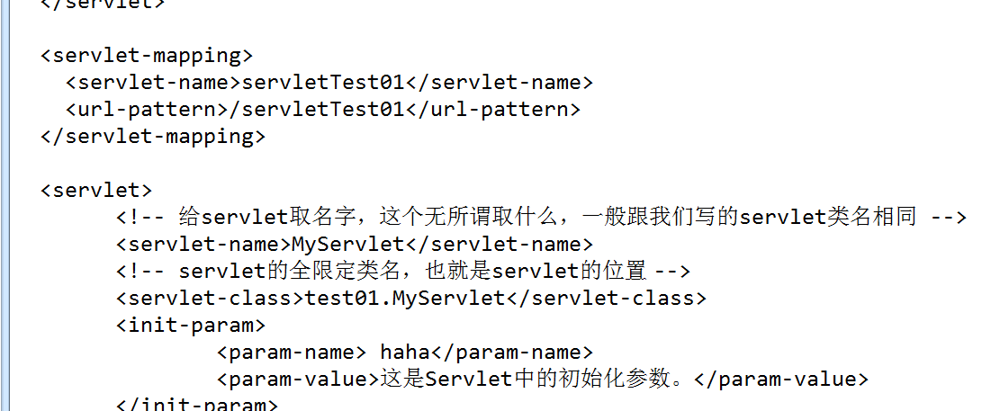 </servlet>
<servlet-mapping>
<servlet-name>servletTest01</servlet-name>
<url-pattern>/servletTest01</url-pattern>
</servlet-mapping>
<servlet>
<!-- 给servlet取名字，这个无所谓取什么，一般跟我们写的servlet类名相同 -->
<servlet-name>MyServlet</servlet-name>
<!-- servlet的全限定类名，也就是servlet的位置 -->
<servlet-class>test01.MyServlet</servlet-class>
<init-param>
<param-name> haha</param-name>
<param-value>这是Servlet中的初始化参数。</param-value>
</init-param>